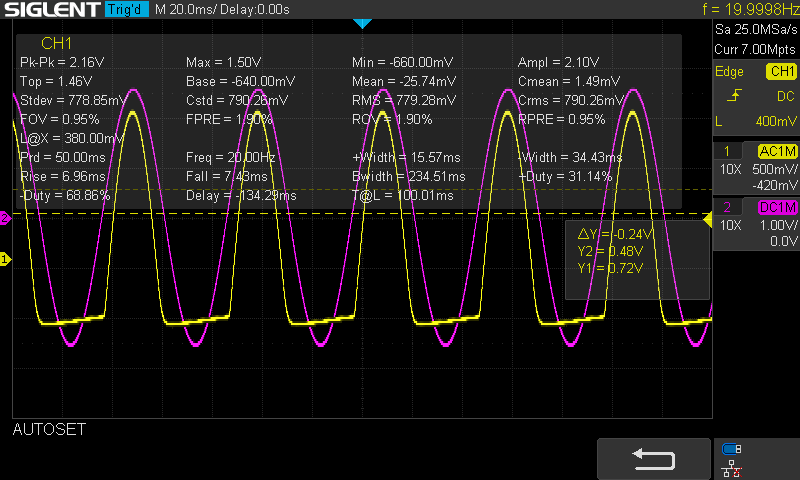 SIGLENT Trig'd M 20.0ms/ Delay:0.00s f = 19.9998Hz
Sa 25.0MSa/s
Curr 7.00Mpts
CH1
Pk-Pk = 2.16V Max = 1.50V Min = -660.00mV Ampl = 2.10V
Top = 1.46V Base = -640.00mV Mean = -25.74mV Cmean = 1.49mV
Stdev = 778.85mV Cstd = 790.26mV RMS = 779.28mV Crms = 790.26mV
FOV = 0.95% FPRE = 1.90% ROV = 1.90% RPRE = 0.95%
L@X = 380.00mV
Prd = 50.00ms Freq = 20.00Hz +Width = 15.57ms -Width = 34.43ms
Rise = 6.96ms Fall = 7.43ms Bwidth = 234.51ms +Duty = 31.14%
-Duty = 68.86% Delay = -134.29ms T@L = 100.01ms
Edge CH1
DC
L 400mV
1 AC1M
10X 500mV/
-420mV
2 DC1M
10X 1.00V/
0.0V
2
1
ΔY = -0.24V
Y2 = 0.48V
Y1 = 0.72V
AUTOSET